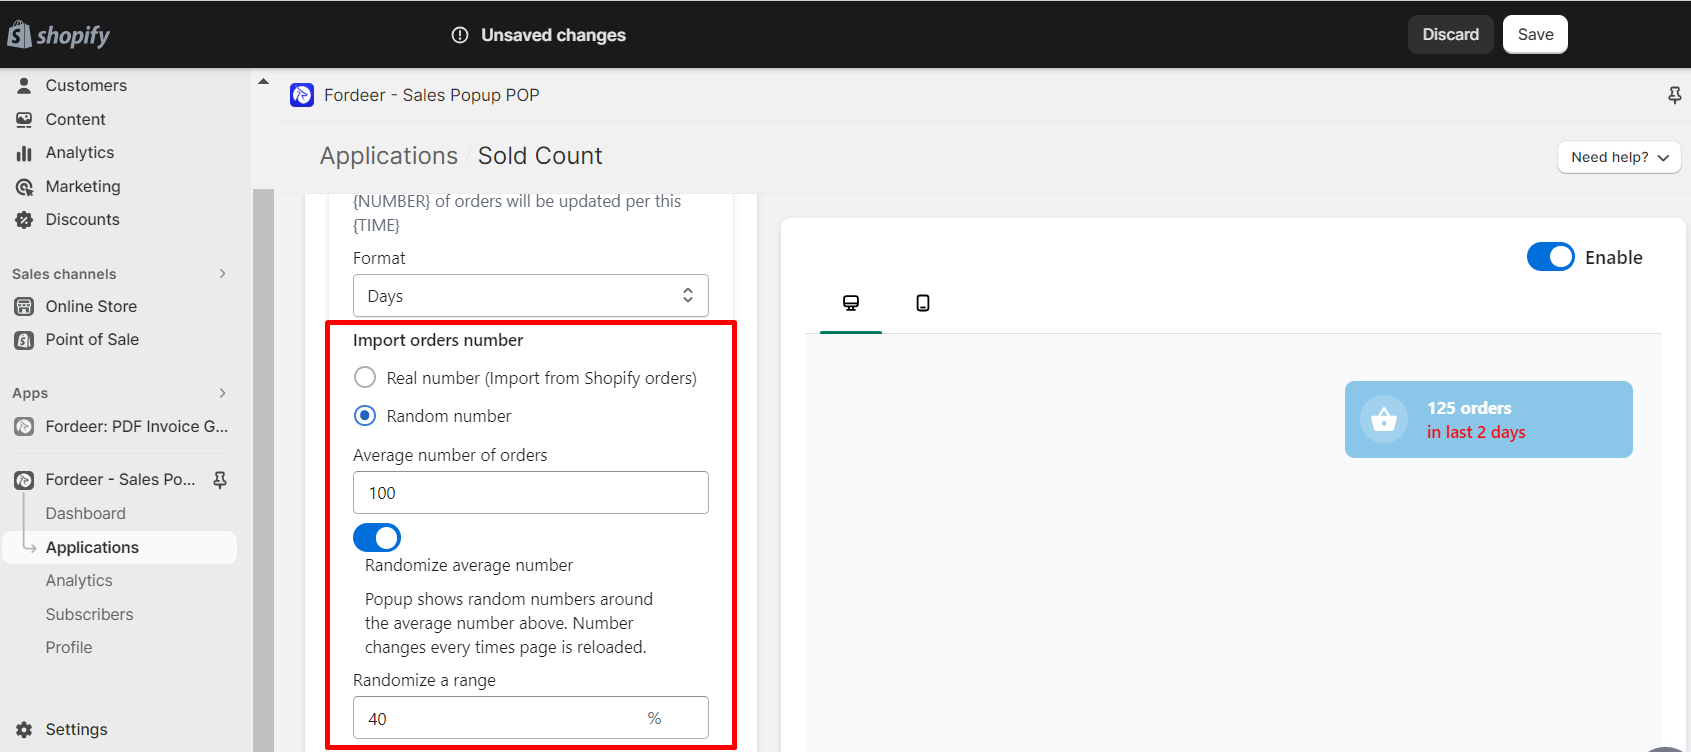 shopify
Unsaved changes
Discard
Save
Customers
Content
Analytics
Marketing
Discounts
Sales channels
Online Store
Point of Sale
Apps
Fordeer: PDF Invoice G...
Fordeer - Sales Po...
Dashboard
Applications
Analytics
Subscribers
Profile
Settings
Fordeer - Sales Popup POP
Applications / Sold Count
Need help?
{NUMBER} of orders will be updated per this
{TIME}
Format
Days
Import orders number
Real number (Import from Shopify orders)
Random number
Average number of orders
100
Randomize average number
Popup shows random numbers around
the average number above. Number
changes every times page is reloaded.
Randomize a range
40 %
Enable
125 orders
in last 2 days